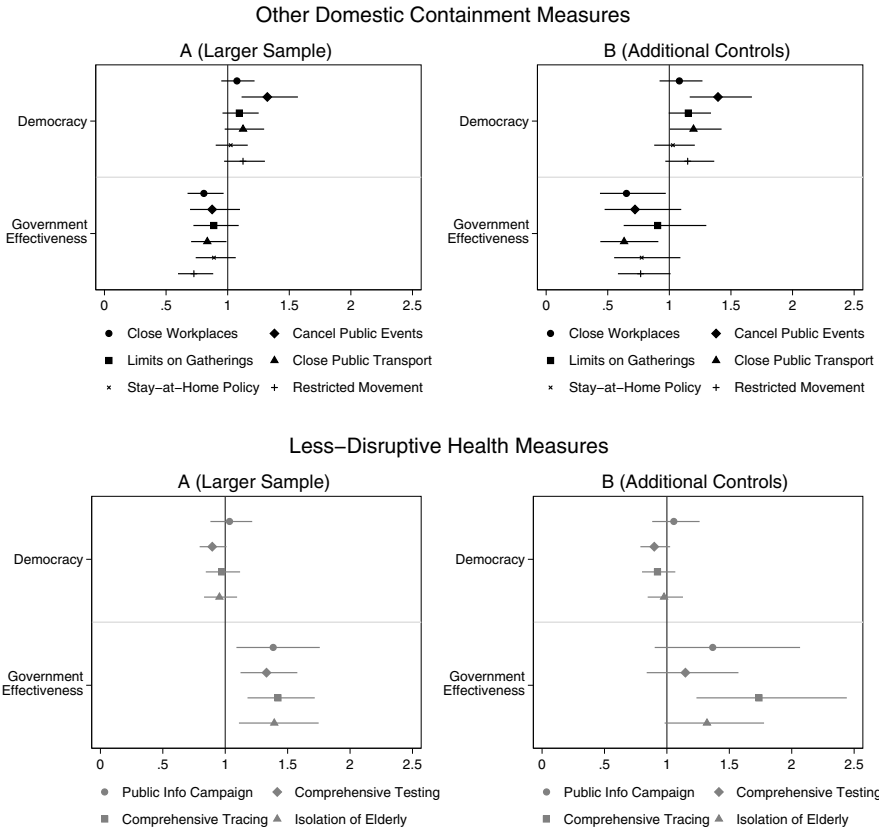 Other Domestic Containment Measures
A (Larger Sample)
Democracy
Government
Effectiveness
0 .5 1 1.5 2 2.5
Close Workplaces Cancel Public Events
Limits on Gatherings Close Public Transport
Stay−at−Home Policy Restricted Movement
B (Additional Controls)
Democracy
Government
Effectiveness
0 .5 1 1.5 2 2.5
Close Workplaces Cancel Public Events
Limits on Gatherings Close Public Transport
Stay−at−Home Policy Restricted Movement
Less−Disruptive Health Measures
A (Larger Sample)
Democracy
Government
Effectiveness
0 .5 1 1.5 2 2.5
Public Info Campaign Comprehensive Testing
Comprehensive Tracing Isolation of Elderly
B (Additional Controls)
Democracy
Government
Effectiveness
0 .5 1 1.5 2 2.5
Public Info Campaign Comprehensive Testing
Comprehensive Tracing Isolation of Elderly